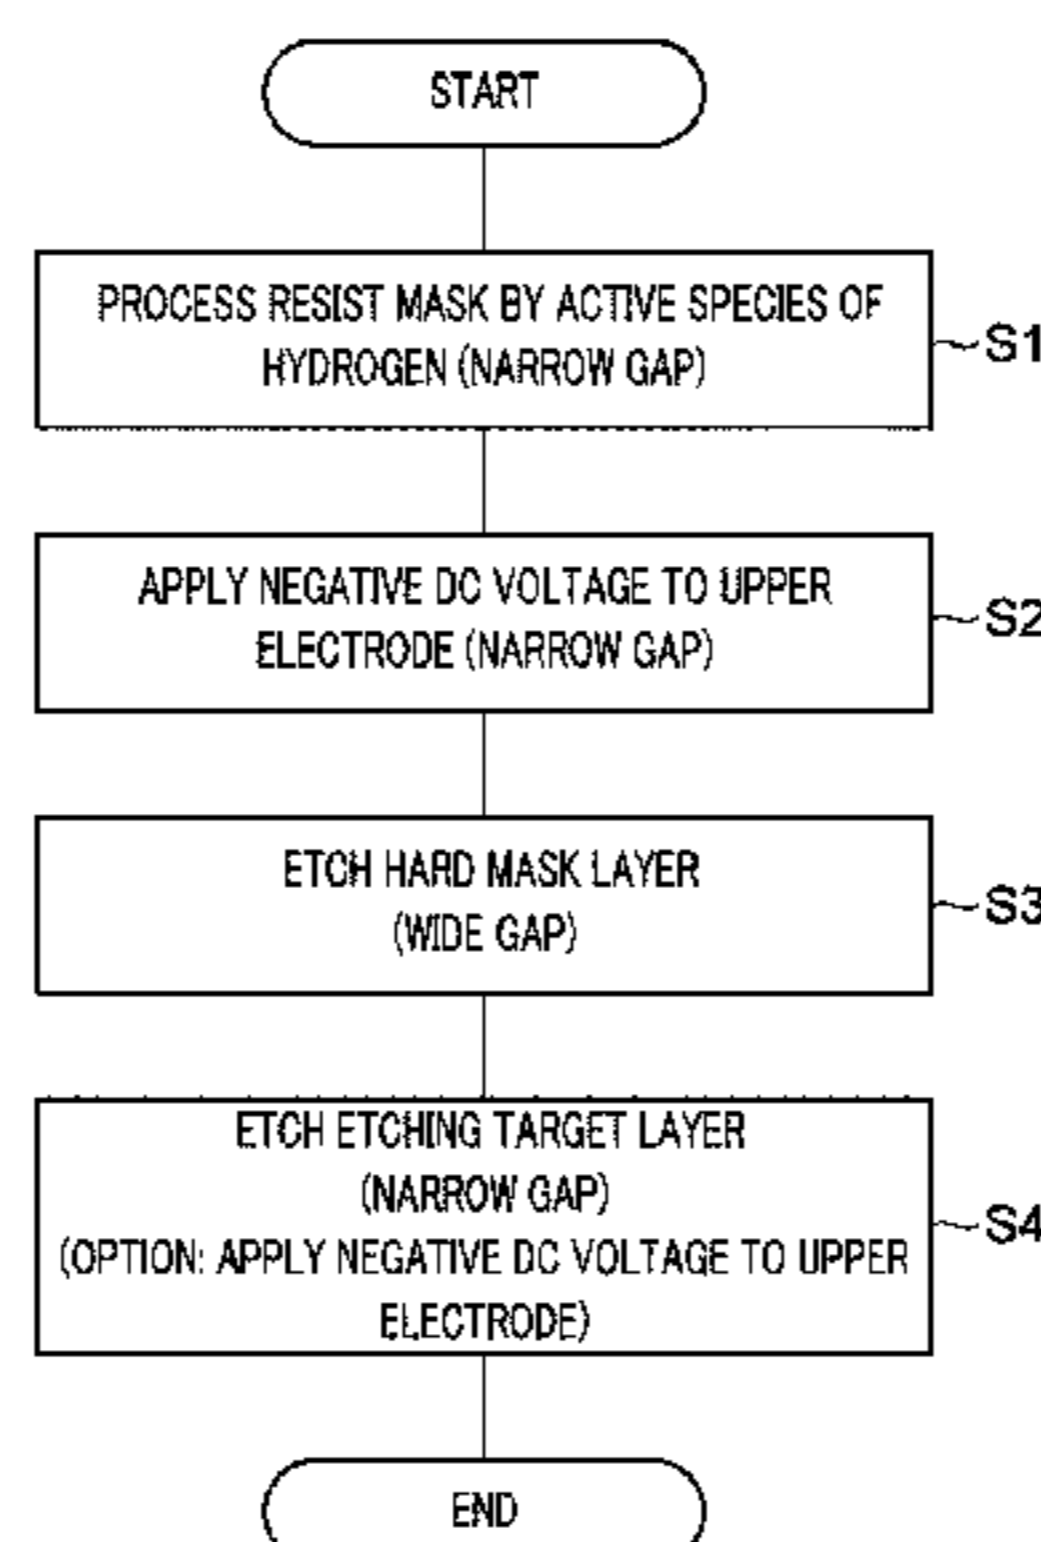 START
PROCESS RESIST MASK BY ACTIVE SPECIES OF
HYDROGEN (NARROW GAP)
S1
APPLY NEGATIVE DC VOLTAGE TO UPPER
ELECTRODE (NARROW GAP)
S2
ETCH HARD MASK LAYER
(WIDE GAP)
S3
ETCH ETCHING TARGET LAYER
(NARROW GAP)
(OPTION: APPLY NEGATIVE DC VOLTAGE TO UPPER
ELECTRODE)
S4
END